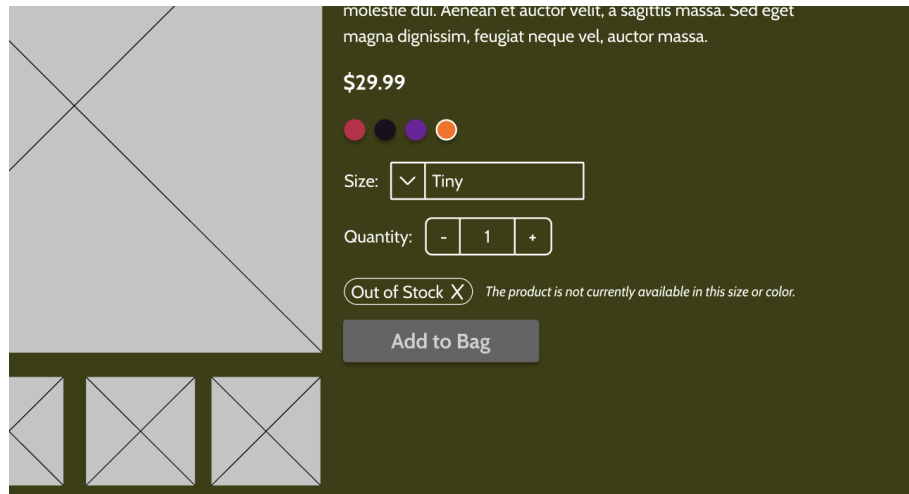 molestie dui. Aenean et auctor velit, a sagittis massa. Sed eget
magna dignissim, feugiat neque vel, auctor massa.
$29.99
Size: Tiny
Quantity: - 1 +
Out of Stock X The product is not currently available in this size or color.
Add to Bag